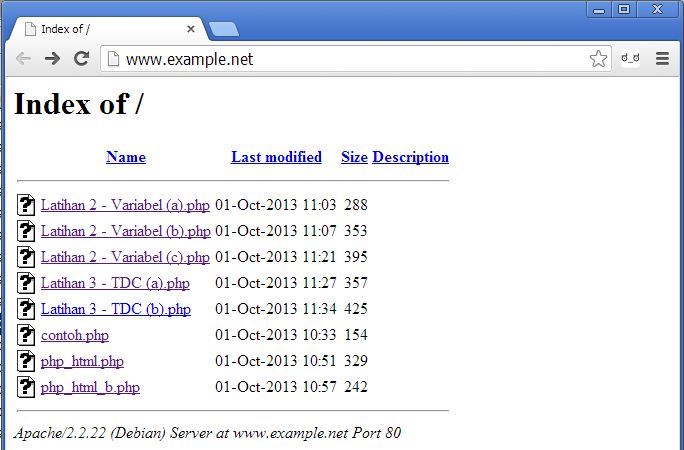 Index of /
www.example.net
Index of /
Name Last modified Size Description
Latihan 2 - Variabel (a).php 01-Oct-2013 11:03 288
Latihan 2 - Variabel (b).php 01-Oct-2013 11:07 353
Latihan 2 - Variabel (c).php 01-Oct-2013 11:21 395
Latihan 3 - TDC (a).php 01-Oct-2013 11:27 357
Latihan 3 - TDC (b).php 01-Oct-2013 11:34 425
contoh.php 01-Oct-2013 10:33 154
php_html.php 01-Oct-2013 10:51 329
php_html_b.php 01-Oct-2013 10:57 242
Apache/2.2.22 (Debian) Server at www.example.net Port 80